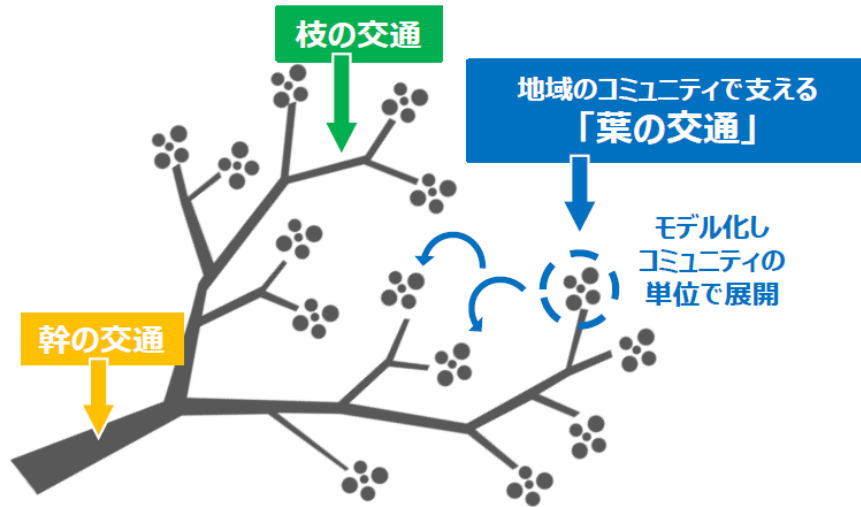 枝の交通
地域のコミュニティで支える
「葉の交通」
モデル化し
コミュニティの
単位で展開
幹の交通